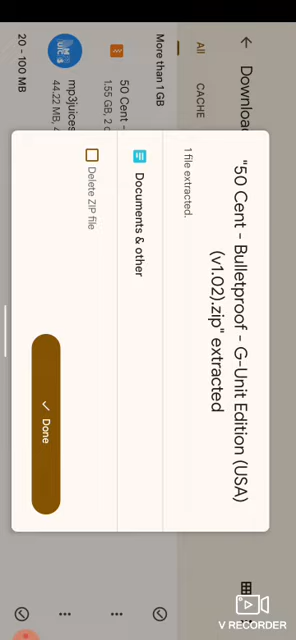 Downloa
All
CACHE
More than 1 GB
50 Cent -
1.55 GB, 2
mp3juices
44.22 MB, 4
20 - 100 MB
"50 Cent - Bulletproof - G-Unit Edition (USA)
(v1.02).zip" extracted
1 file extracted.
Documents & other
Delete ZIP file
Done
V RECORDER